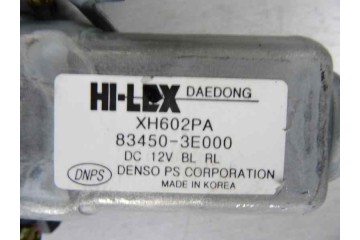 HI-LEX DAEDONG
XH602PA
83450-3E000
DC 12V BL RL
DNPS DENSO PS CORPORATION
MADE IN KOREA